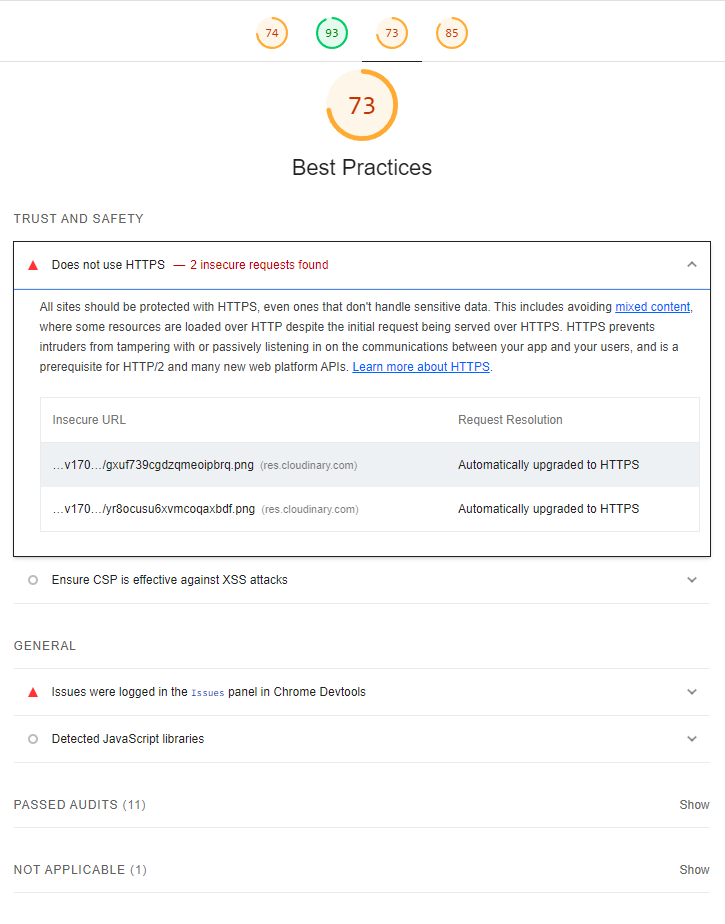 74 93 73 85
73
Best Practices
TRUST AND SAFETY
Does not use HTTPS — 2 insecure requests found
All sites should be protected with HTTPS, even ones that don't handle sensitive data. This includes avoiding mixed content,
where some resources are loaded over HTTP despite the initial request being served over HTTPS. HTTPS prevents
intruders from tampering with or passively listening in on the communications between your app and your users, and is a
prerequisite for HTTP/2 and many new web platform APIs. Learn more about HTTPS.
Insecure URL Request Resolution
…v170…/gxuf739cgdzqmeoipbrq.png (res.cloudinary.com) Automatically upgraded to HTTPS
…v170…/yr8ocusu6xvmcoqaxbdf.png (res.cloudinary.com) Automatically upgraded to HTTPS
Ensure CSP is effective against XSS attacks
GENERAL
Issues were logged in the Issues panel in Chrome Devtools
Detected JavaScript libraries
PASSED AUDITS (11) Show
NOT APPLICABLE (1) Show